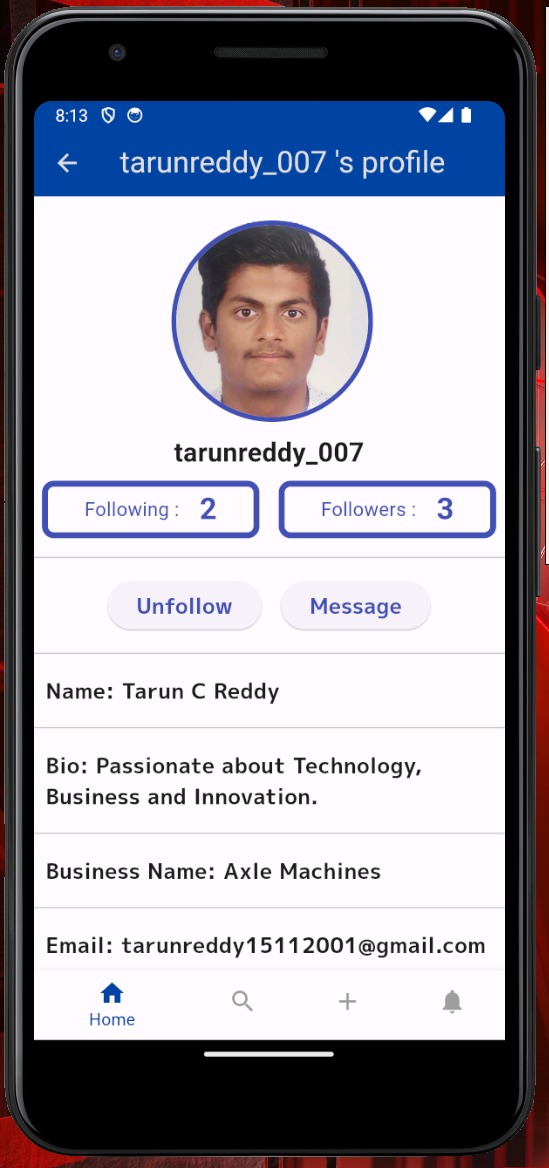 8:13
tarunreddy_007 's profile
tarunreddy_007
Following : 2 Followers : 3
Unfollow Message
Name: Tarun C Reddy
Bio: Passionate about Technology,
Business and Innovation.
Business Name: Axle Machines
Email: tarunreddy15112001@gmail.com
Home